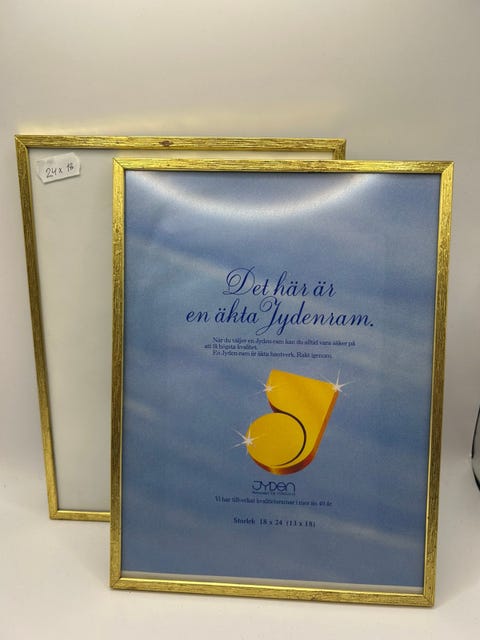 24 x 18
Det här är
en äkta Jydenram.
När du väljer en Jyden-ram kan du alltid vara säker på
att få högsta kvalitet.
En Jyden-ram är äkta hantverk. Rakt igenom.
JYDEN
Vi har tillverkat kvalitetsramar i mer än 40 år.
Storlek 18 x 24 (13 x 18)